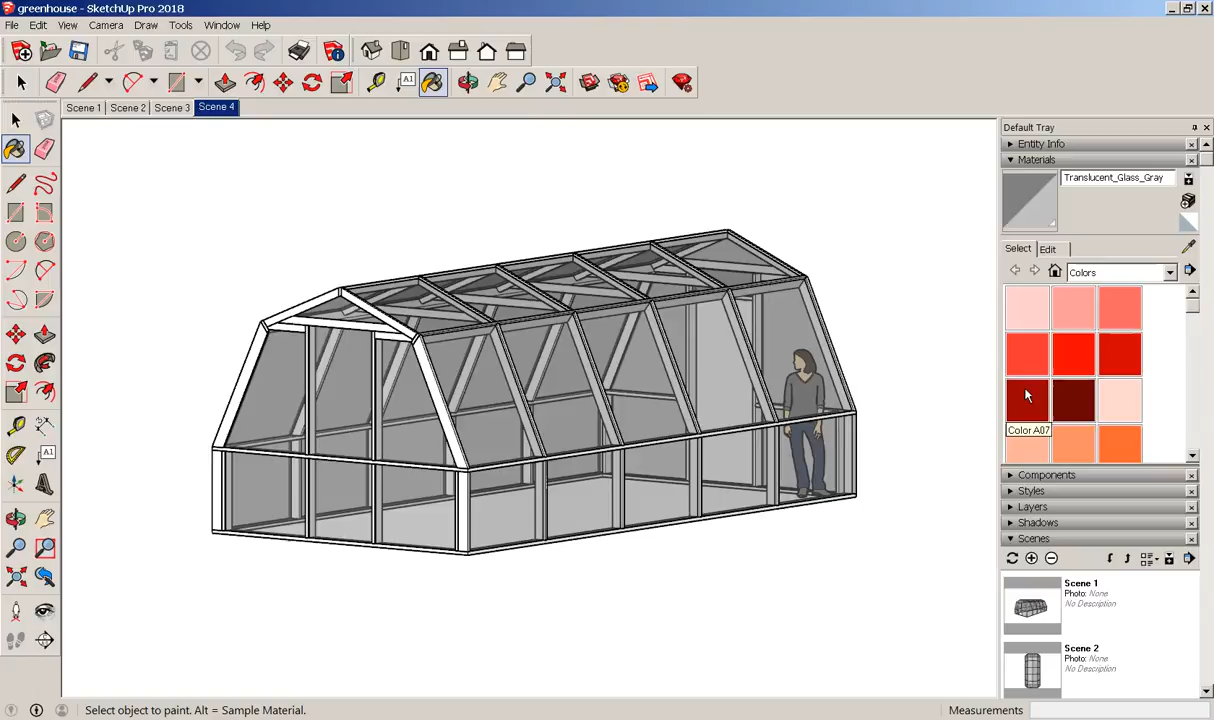 greenhouse - SketchUp Pro 2018
File Edit View Camera Draw Tools Window Help
A1
Scene 1 Scene 2 Scene 3 Scene 4
Default Tray
Entity Info
Materials
Translucent_Glass_Gray
Select Edit
Colors
Color A07
A1
Components
Styles
Layers
Shadows
Scenes
Scene 1
Photo: None
No Description
Scene 2
Photo: None
No Description
Select object to paint. Alt = Sample Material.
Measurements